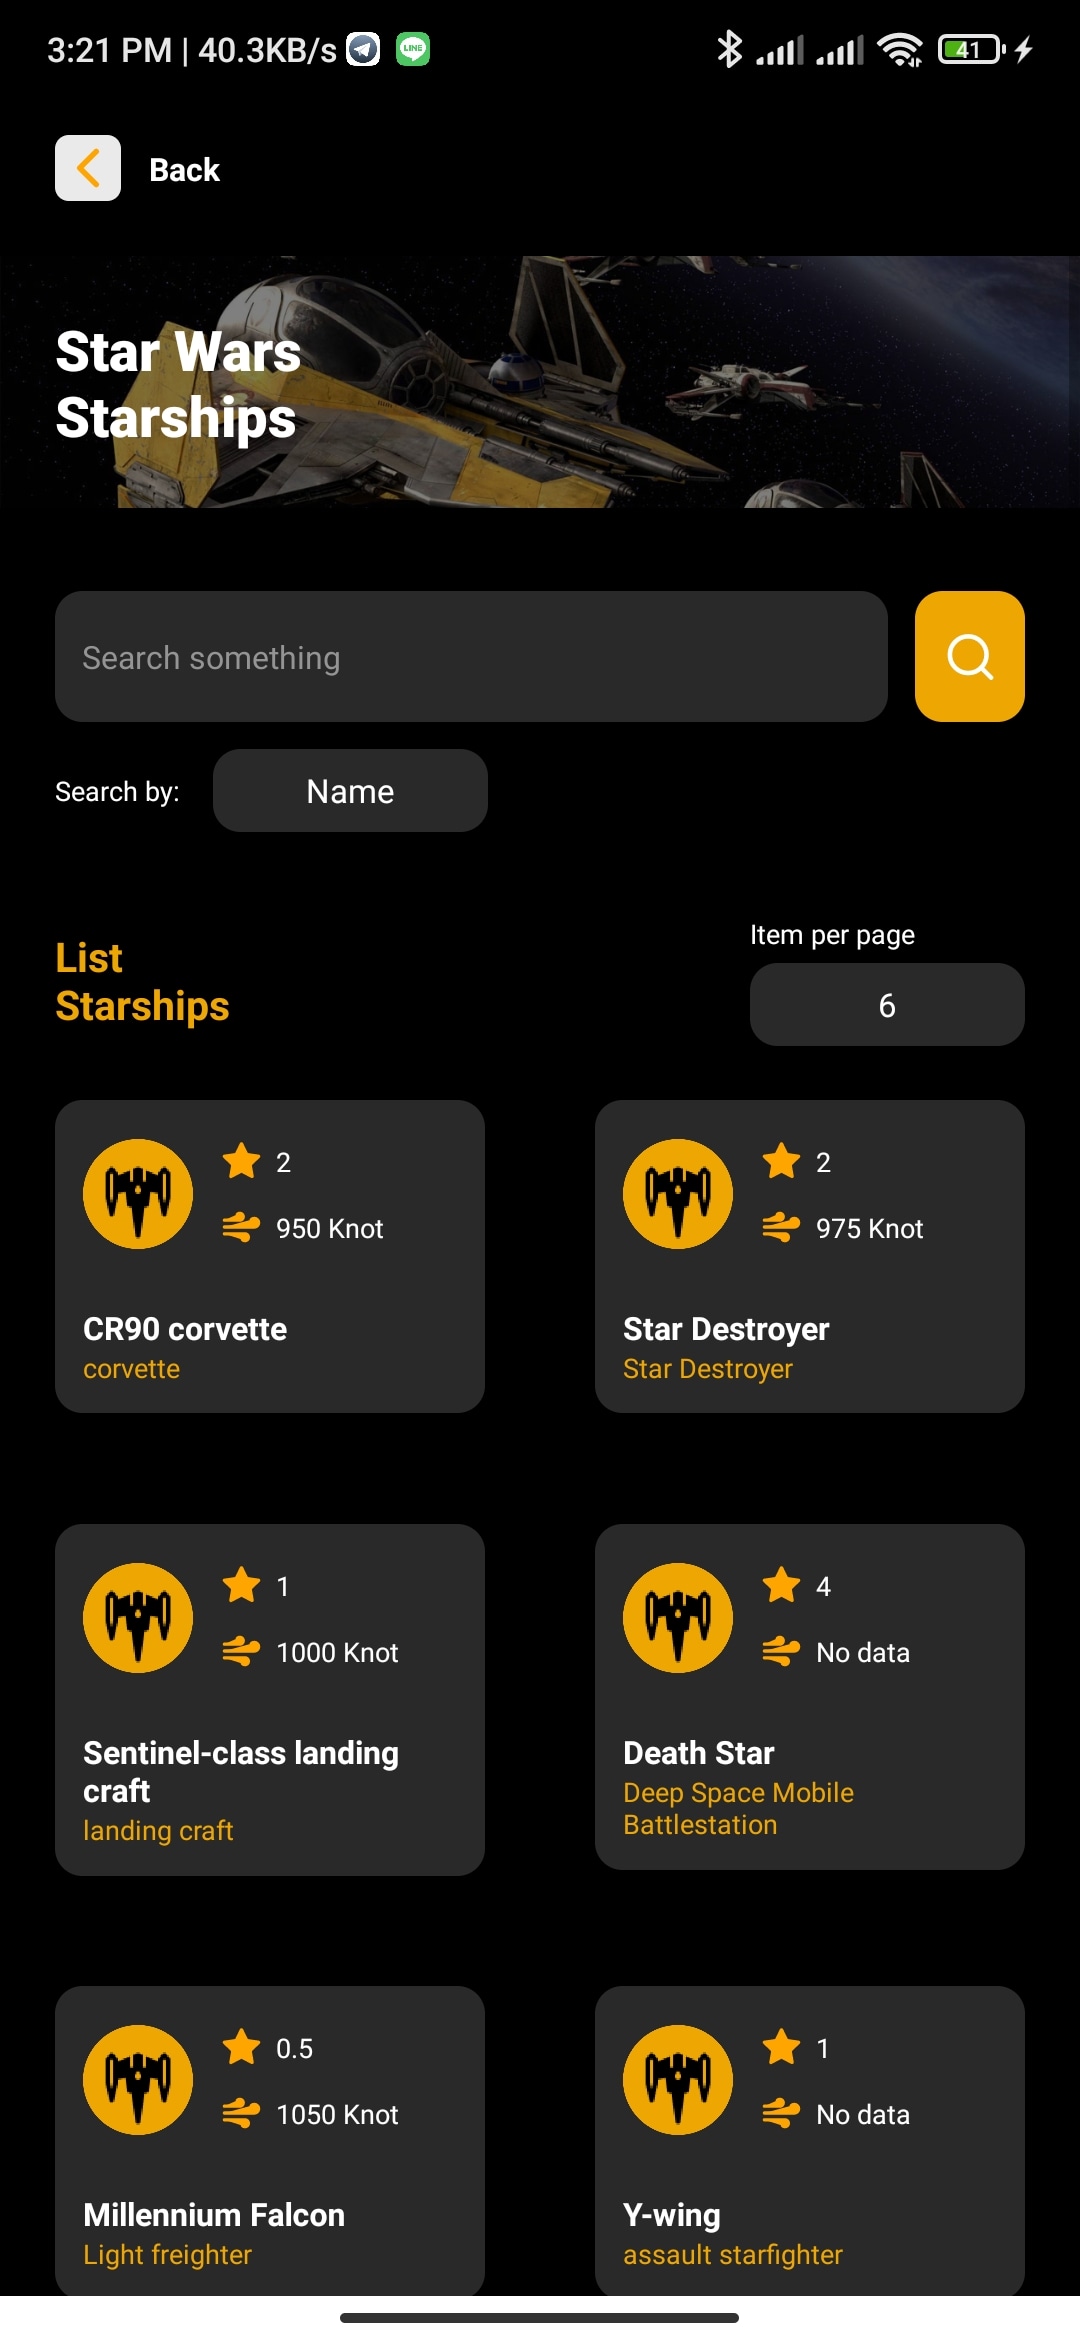 3:21 PM | 40.3KB/s
LINE
41
Back
Star Wars
Starships
Search something
Search by:
Name
List
Starships
Item per page
6
2
950 Knot
CR90 corvette
corvette
2
975 Knot
Star Destroyer
Star Destroyer
1
1000 Knot
Sentinel-class landing
craft
landing craft
4
No data
Death Star
Deep Space Mobile
Battlestation
0.5
1050 Knot
Millennium Falcon
Light freighter
1
No data
Y-wing
assault starfighter